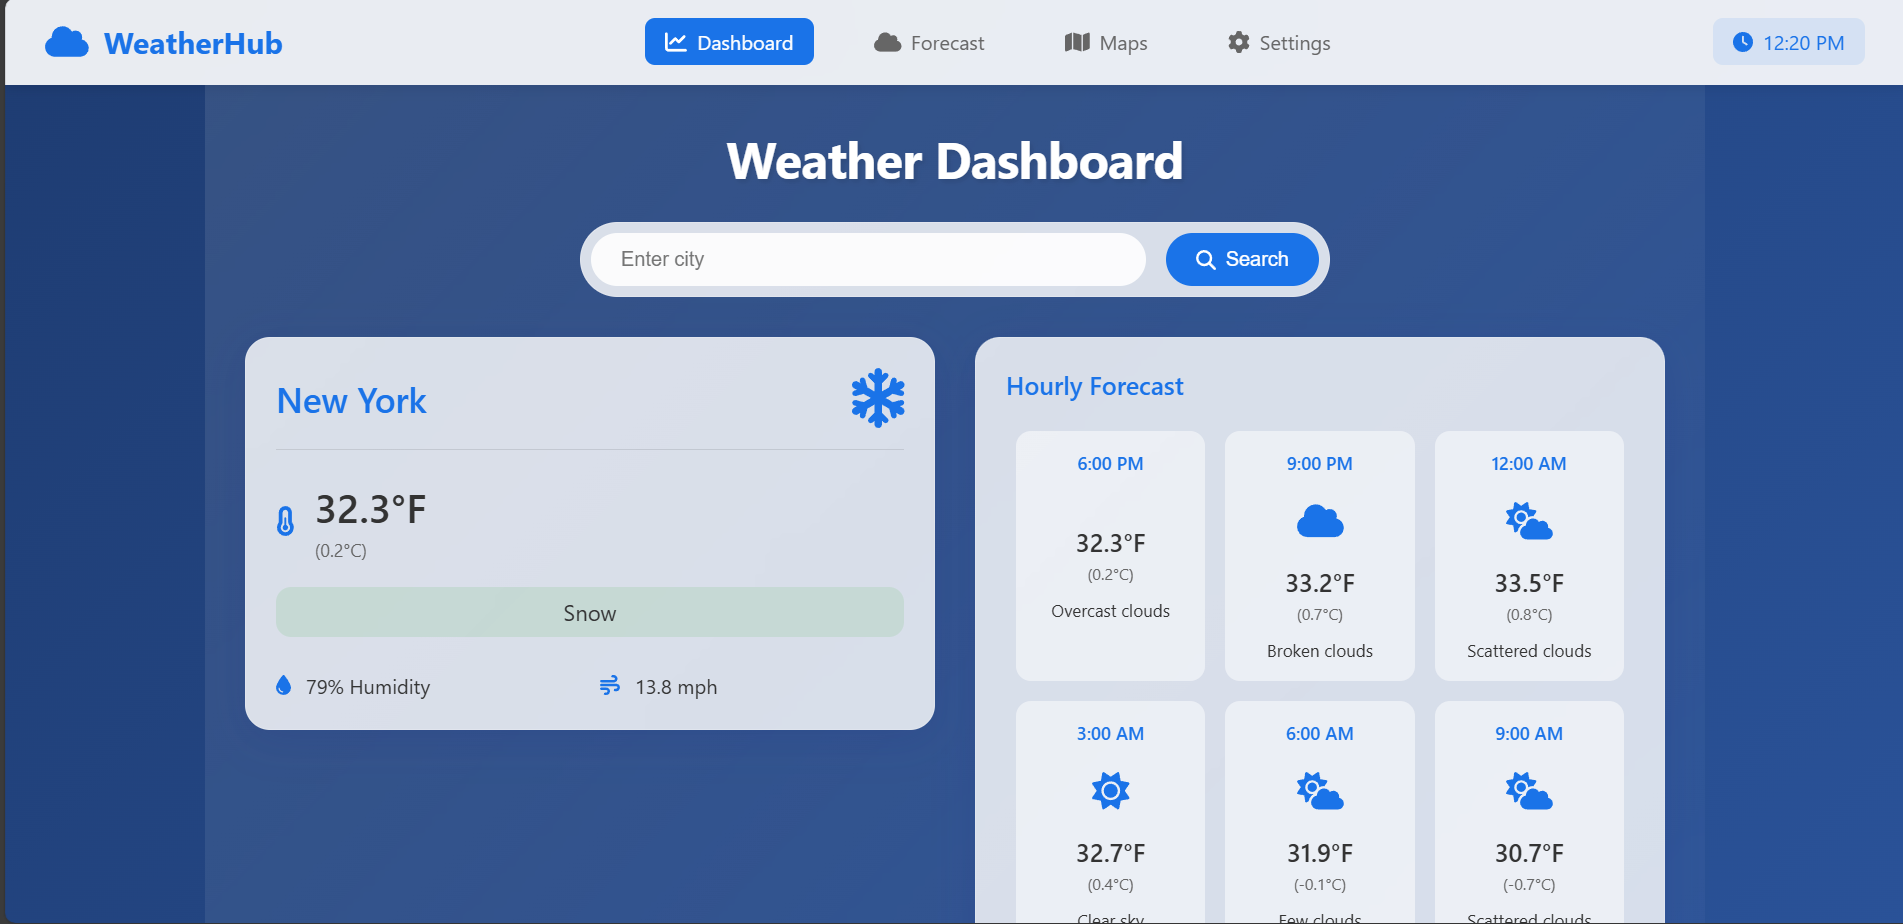 WeatherHub
Dashboard
Forecast
Maps
Settings
12:20 PM
Weather Dashboard
Enter city
Search
New York
32.3°F
(0.2°C)
Snow
79% Humidity
13.8 mph
Hourly Forecast
6:00 PM
32.3°F
(0.2°C)
Overcast clouds
9:00 PM
33.2°F
(0.7°C)
Broken clouds
12:00 AM
33.5°F
(0.8°C)
Scattered clouds
3:00 AM
32.7°F
(0.4°C)
Clear sky
6:00 AM
31.9°F
(-0.1°C)
Few clouds
9:00 AM
30.7°F
(-0.7°C)
Scattered clouds